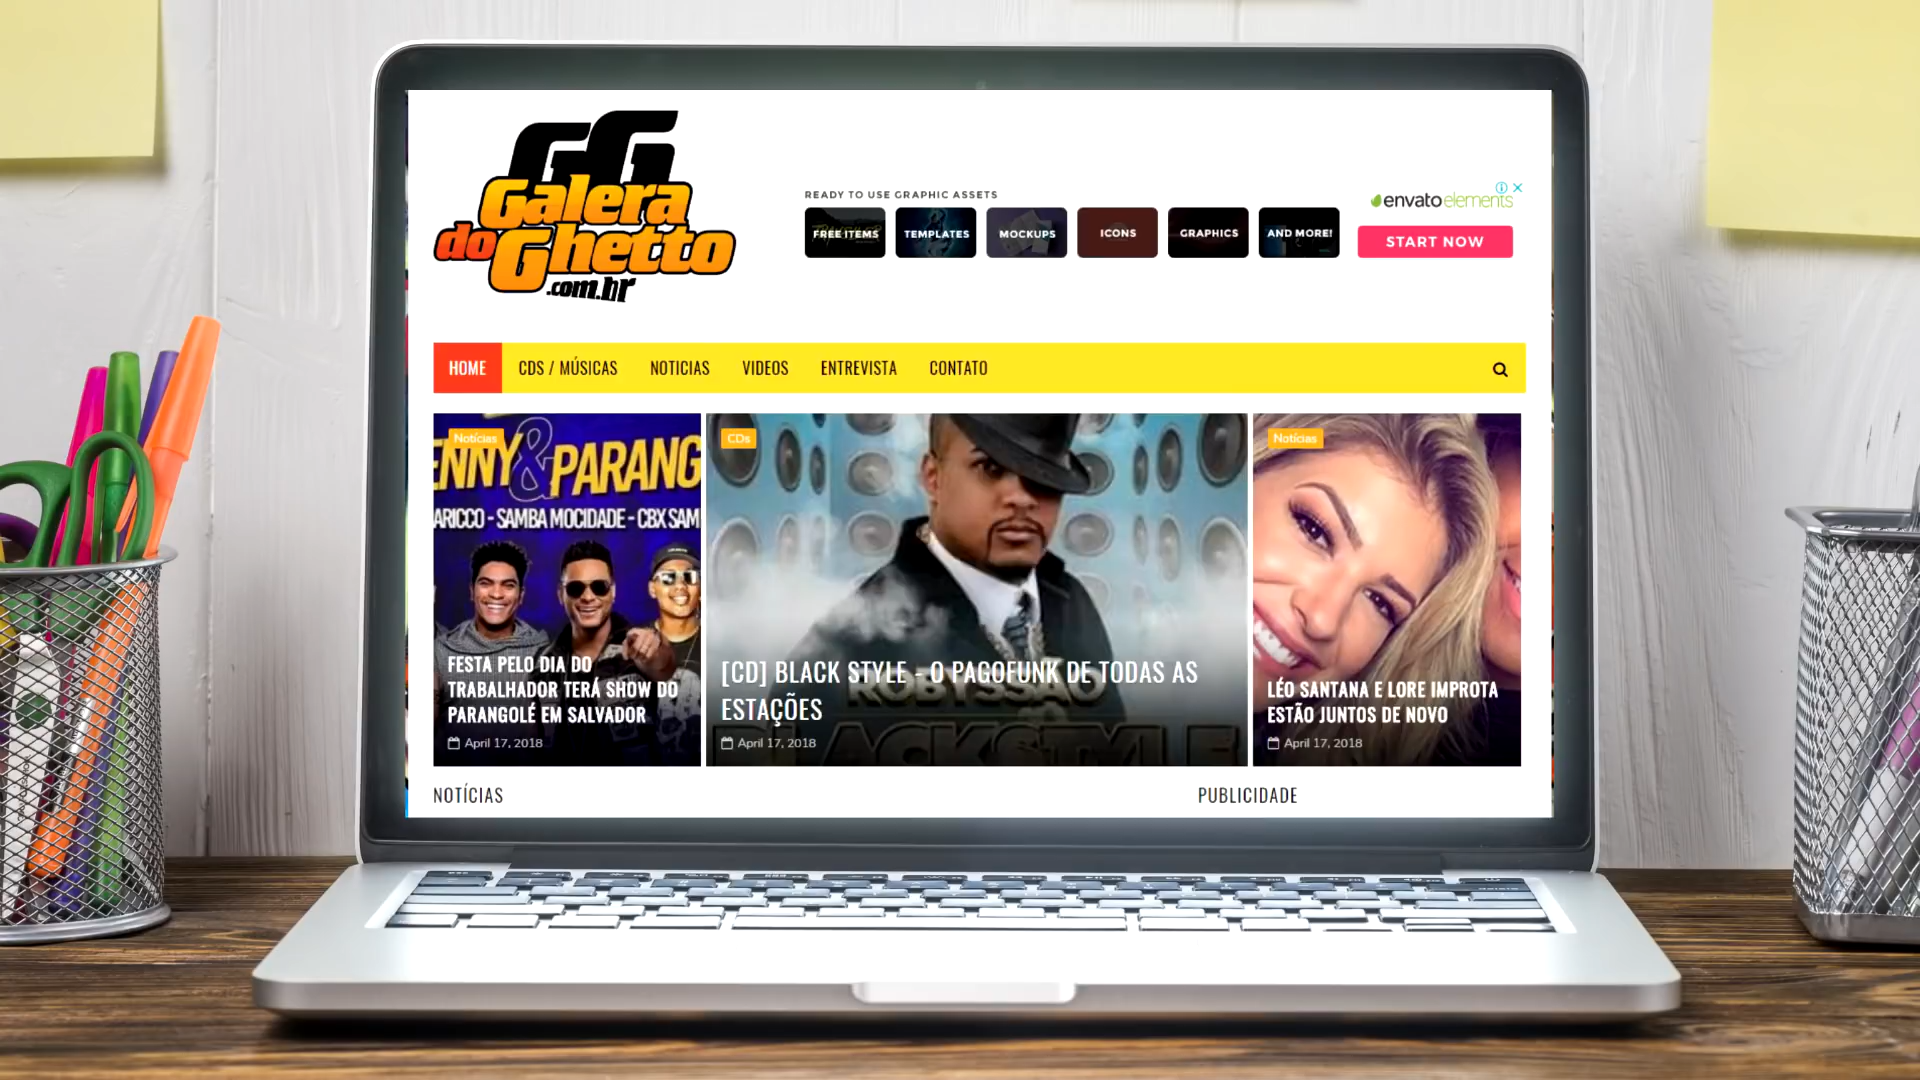 GG
Galera
do Ghetto
.com.br
READY TO USE GRAPHIC ASSETS
FREE ITEMS
TEMPLATES
MOCKUPS
ICONS
GRAPHICS
AND MORE!
envato elements
START NOW
HOME
CDS / MÚSICAS
NOTICIAS
VIDEOS
ENTREVISTA
CONTATO
Notícias
ENNY & PARANG
ARICCO - SAMBA MOCIDADE - CBX SAM
FESTA PELO DIA DO
TRABALHADOR TERÁ SHOW DO
PARANGOLÉ EM SALVADOR
April 17, 2018
CDs
ROBYSSÃO
BLACKSTYLE
[CD] BLACK STYLE - O PAGOFUNK DE TODAS AS
ESTAÇÕES
April 17, 2018
Notícias
LÉO SANTANA E LORE IMPROTA
ESTÃO JUNTOS DE NOVO
April 17, 2018
NOTÍCIAS
PUBLICIDADE